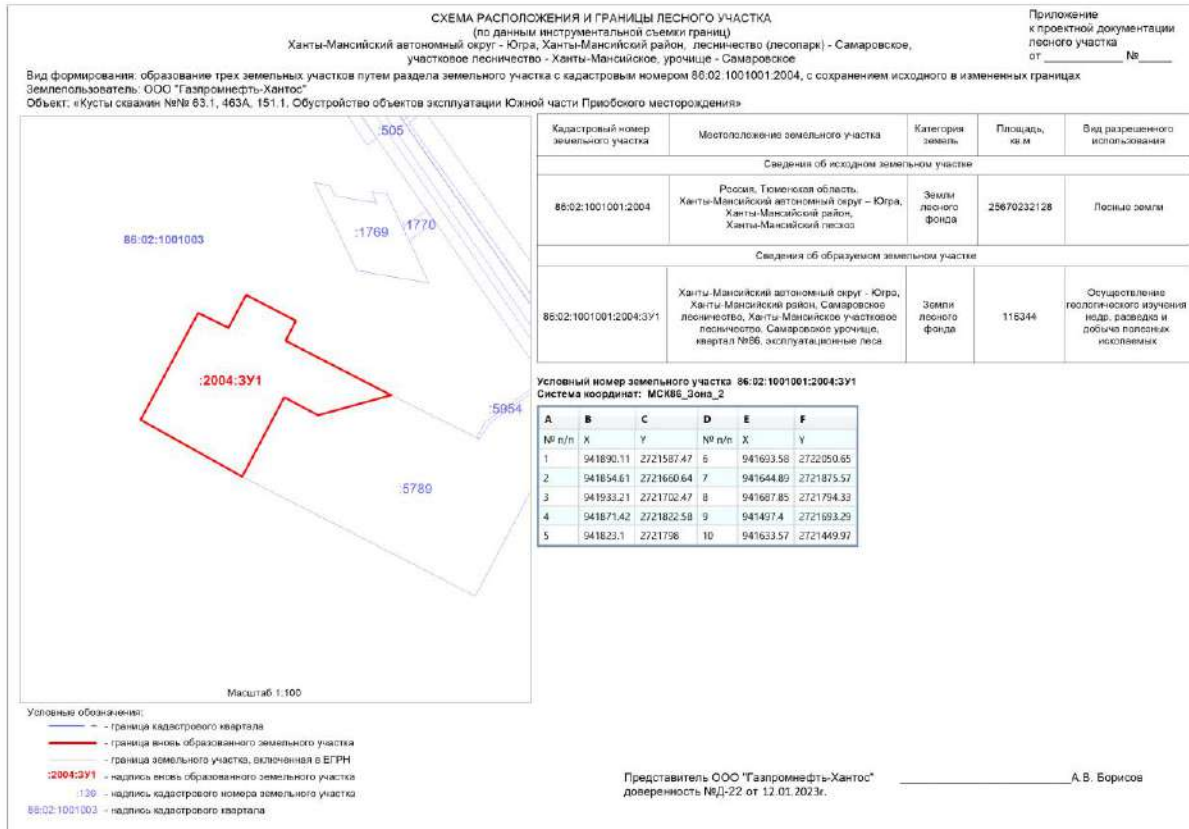 СХЕМА РАСПОЛОЖЕНИЯ И ГРАНИЦЫ ЛЕСНОГО УЧАСТКА
(по данным инструментальной съемки границ)
Ханты-Мансийский автономный округ - Югра, Ханты-Мансийский район, лесничество (лесопарк) - Самаровское,
участковое лесничество - Ханты-Мансийское, урочище - Самаровское
Приложение
к проектной документации
лесного участка
от ____________ №_____
Вид формирования: образование трех земельных участков путем раздела земельного участка с кадастровым номером 86:02:1001001:2004, с сохранением исходного в измененных границах
Землепользователь: ООО "Газпромнефть-Хантос"
Объект: «Кусты скважин №№ 63.1, 463А, 151.1. Обустройство объектов эксплуатации Южной части Приобского месторождения»
:505
86:02:1001003
:1769
:1770
:2004:ЗУ1
:5954
:5789
Масштаб 1:100
Кадастровый номер земельного участка Местоположение земельного участка Категория земель Площадь, кв.м Вид разрешенного использования
Сведения об исходном земельном участке
86:02:1001001:2004 Россия, Тюменская область, Ханты-Мансийский автономный округ – Югра, Ханты-Мансийский район, Ханты-Мансийский лесхоз Земли лесного фонда 25670232128 Лесные земли
Сведения об образуемом земельном участке
86:02:1001001:2004:ЗУ1 Ханты-Мансийский автономный округ - Югра, Ханты-Мансийский район, Самаровское лесничество, Ханты-Мансийское участковое лесничество, Самаровское урочище, квартал №86, эксплуатационные леса Земли лесного фонда 116344 Осуществление геологического изучения недр, разведка и добыча полезных ископаемых
Условный номер земельного участка 86:02:1001001:2004:ЗУ1
Система координат: МСК86_Зона_2
A B C D E F
№ п/п X Y № п/п X Y
1 941890.11 2721587.47 6 941693.58 2722050.65
2 941854.61 2721660.64 7 941644.89 2721875.57
3 941933.21 2721702.47 8 941687.85 2721794.33
4 941871.42 2721822.58 9 941497.4 2721693.29
5 941823.1 2721798 10 941633.57 2721449.97
Условные обозначения:
- граница кадастрового квартала
- граница вновь образованного земельного участка
- граница земельного участка, включенная в ЕГРН
:2004:ЗУ1 - надпись вновь образованного земельного участка
:130 - надпись кадастрового номера земельного участка
86:02:1001003 - надпись кадастрового квартала
Представитель ООО "Газпромнефть-Хантос" ____________________ А.В. Борисов
доверенность №Д-22 от 12.01.2023г.